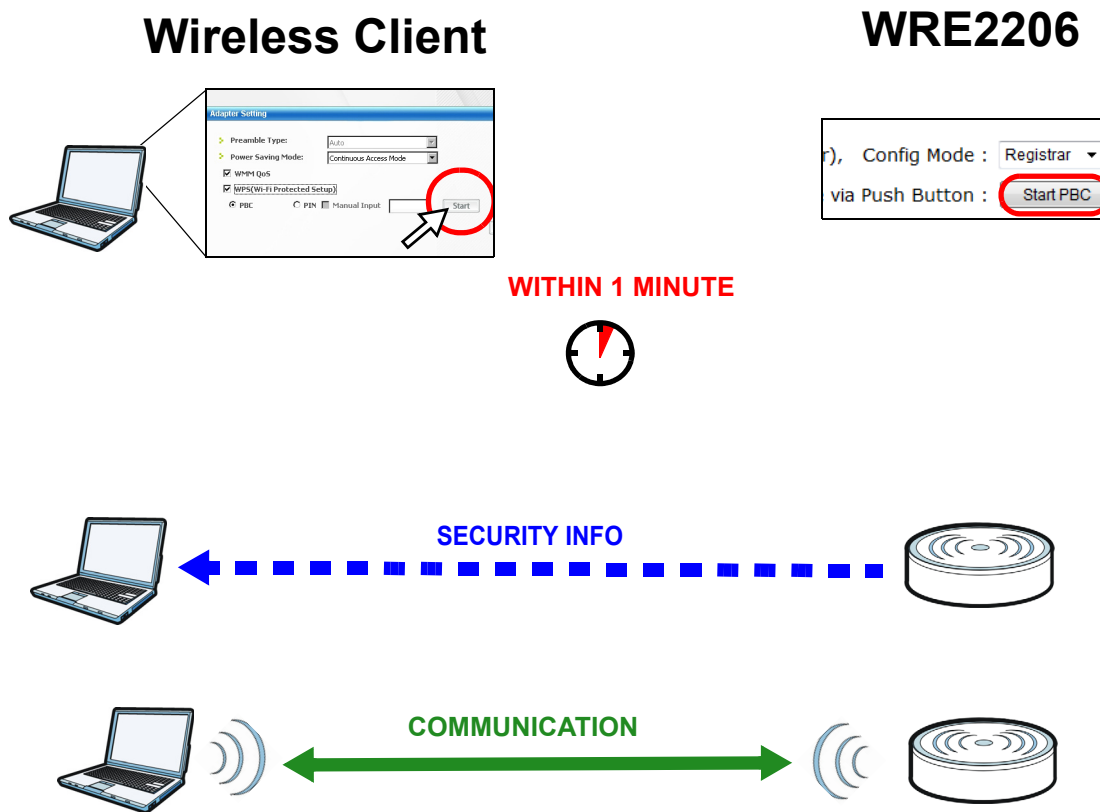 Wireless Client
WRE2206
Adapter Setting
Preamble Type: Auto
Power Saving Mode: Continuous Access Mode
WMM QoS
WPS(Wi-Fi Protected Setup)
PBC PIN Manual Input Start
r), Config Mode : Registrar
via Push Button : Start PBC
WITHIN 1 MINUTE
SECURITY INFO
COMMUNICATION